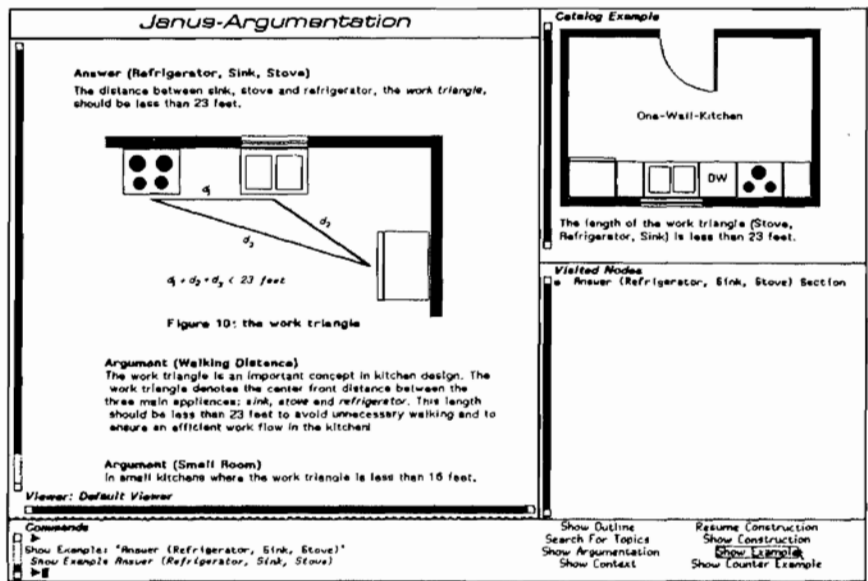 Janus-Argumentation
Answer (Refrigerator, Sink, Stove)
The distance between sink, stove and refrigerator, the work triangle,
should be less than 23 feet.
d1
d2
d3
d1 + d2 + d3 < 23 feet
Figure 10: the work triangle
Argument (Walking Distance)
The work triangle is an important concept in kitchen design. The
work triangle denotes the center front distance between the
three main appliances: sink, stove and refrigerator. This length
should be less than 23 feet to avoid unnecessary walking and to
ensure an efficient work flow in the kitchen!
Argument (Small Room)
In small kitchens where the work triangle is less than 16 feet.
Viewer: Default Viewer
Catalog Example
One-Wall-Kitchen
DW
The length of the work triangle (Stove,
Refrigerator, Sink) is less than 23 feet.
Visited Nodes
Answer (Refrigerator, Sink, Stove) Section
Commands
Show Example: "Answer (Refrigerator, Sink, Stove)"
Show Example Answer (Refrigerator, Sink, Stove)
Show Outline
Search For Topics
Show Argumentation
Show Context
Resume Construction
Show Construction
Show Example
Show Counter Example